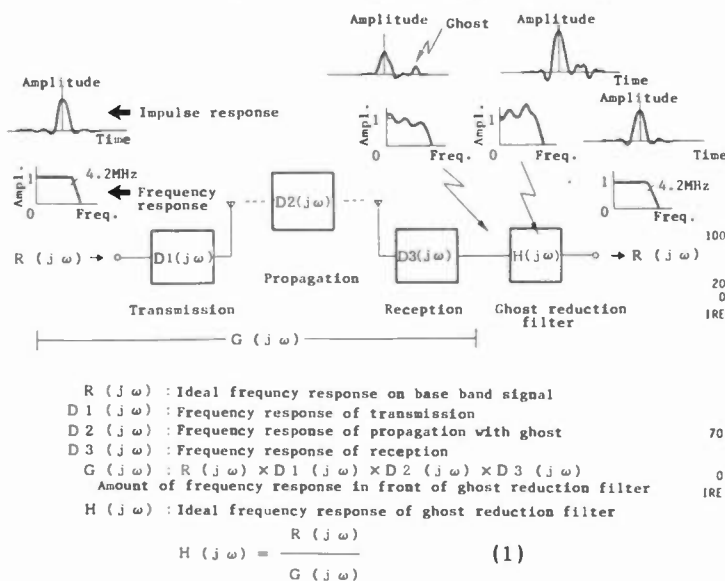 Amplitude
Ghost
Amplitude
Time
Amplitude
Impulse response
Time
Ampl.
1
0
Freq.
Ampl.
1
0
Freq.
Amplitude
Time
Ampl.
1
0
4.2MHz
Freq.
Frequency
response
Ampl.
1
0
4.2MHz
Freq.
R (jω)
D1(jω)
D2(jω)
D3(jω)
H(jω)
R (jω)
Transmission
Propagation
Reception
Ghost reduction
filter
G (jω)
100
20
0
IRE
R (jω) : Ideal frequncy response on base band signal
D1 (jω) : Frequency response of transmission
D2 (jω) : Frequency response of propagation with ghost
D3 (jω) : Frequency response of reception
G (jω) : R (jω) ×D1 (jω) ×D2 (jω) ×D3 (jω)
Amount of frequency response in front of ghost reduction filter
H (jω) : Ideal frequency response of ghost reduction filter
70
0
IRE
H (jω) = R (jω) / G (jω) (1)